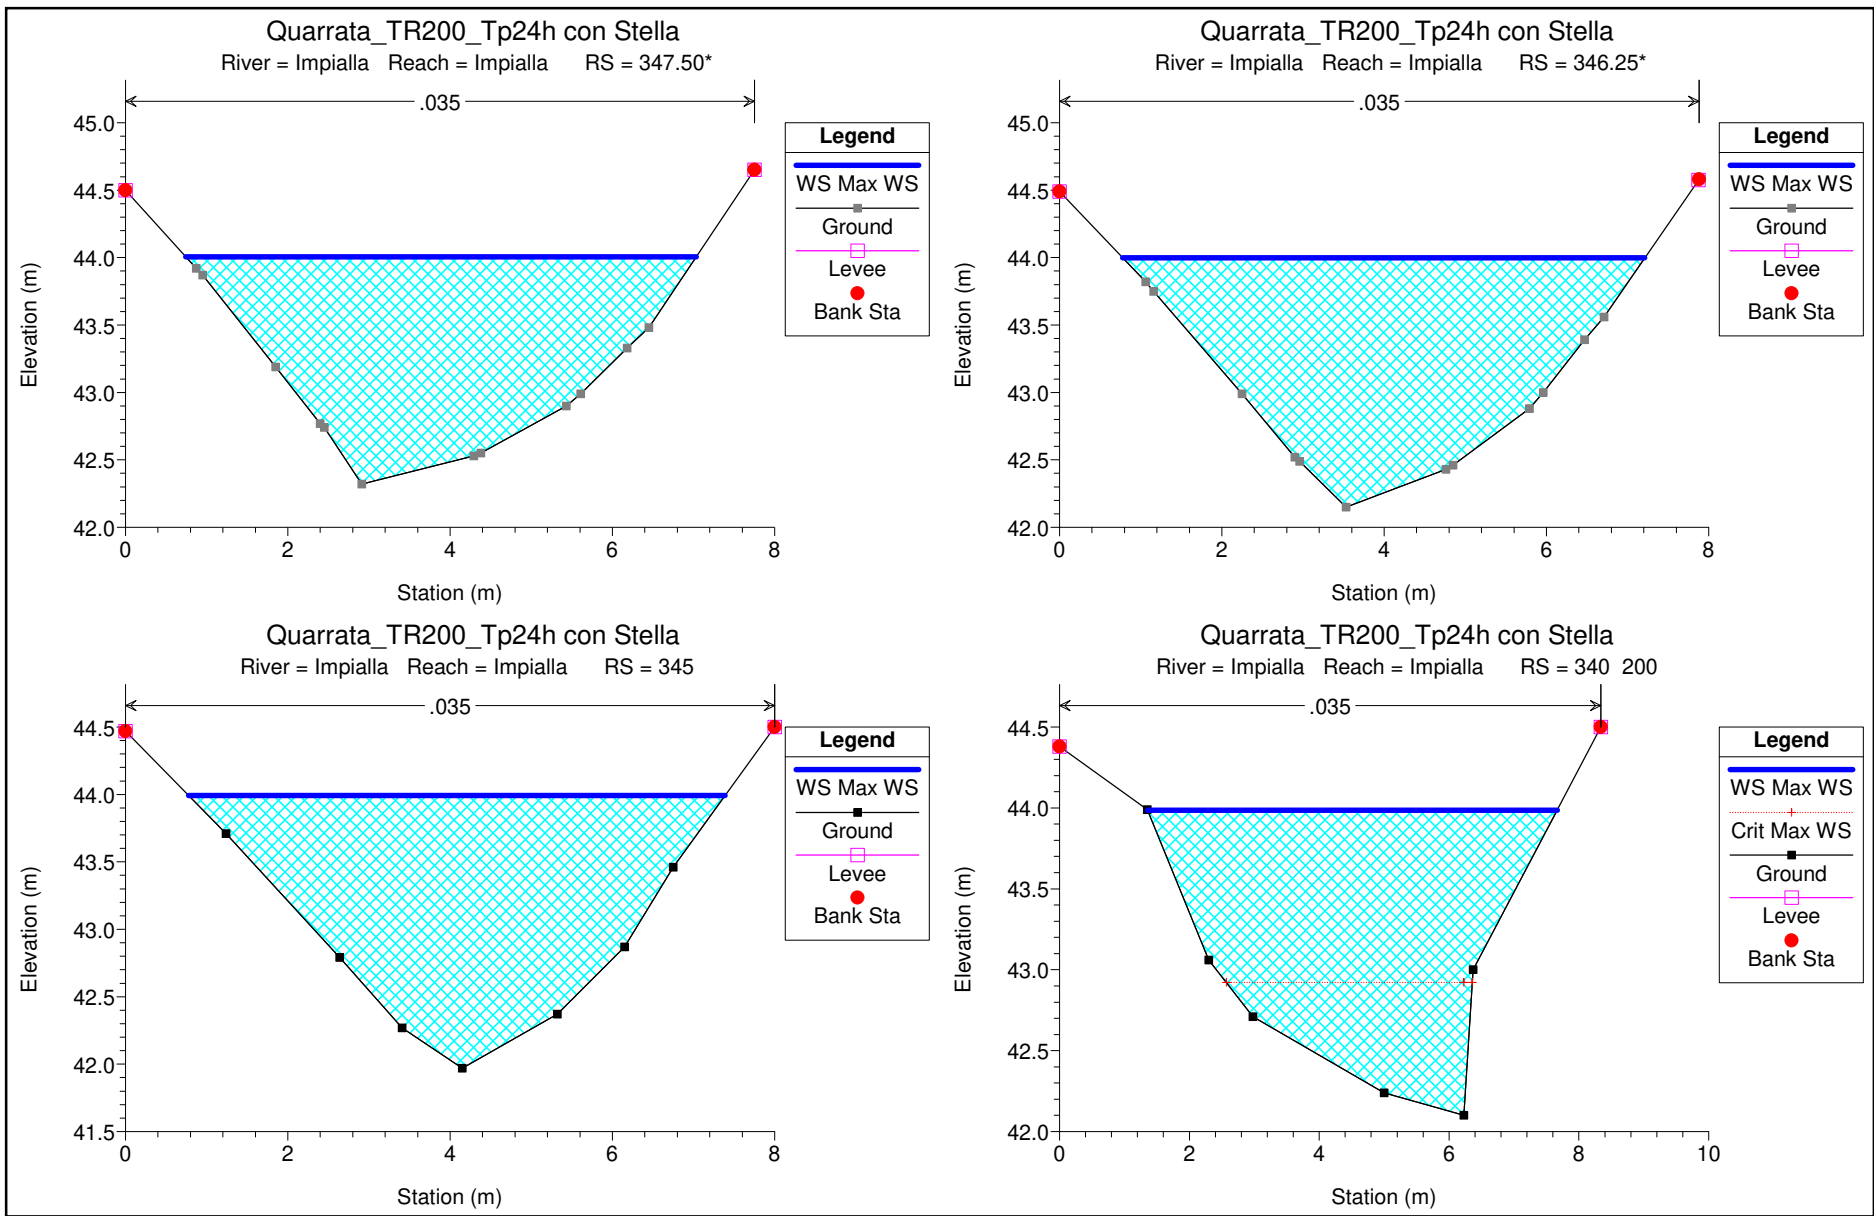 Quarrata_TR200_Tp24h con Stella
River = Impialla Reach = Impialla RS = 347.50*
.035
45.0
44.5
44.0
43.5
43.0
42.5
42.0
0 2 4 6 8
Elevation (m)
Station (m)
Legend
WS Max WS
Ground
Levee
Bank Sta
Quarrata_TR200_Tp24h con Stella
River = Impialla Reach = Impialla RS = 346.25*
.035
45.0
44.5
44.0
43.5
43.0
42.5
42.0
0 2 4 6 8
Elevation (m)
Station (m)
Legend
WS Max WS
Ground
Levee
Bank Sta
Quarrata_TR200_Tp24h con Stella
River = Impialla Reach = Impialla RS = 345
.035
44.5
44.0
43.5
43.0
42.5
42.0
41.5
0 2 4 6 8
Elevation (m)
Station (m)
Legend
WS Max WS
Ground
Levee
Bank Sta
Quarrata_TR200_Tp24h con Stella
River = Impialla Reach = Impialla RS = 340 200
.035
44.5
44.0
43.5
43.0
42.5
42.0
0 2 4 6 8 10
Elevation (m)
Station (m)
Legend
WS Max WS
Crit Max WS
Ground
Levee
Bank Sta